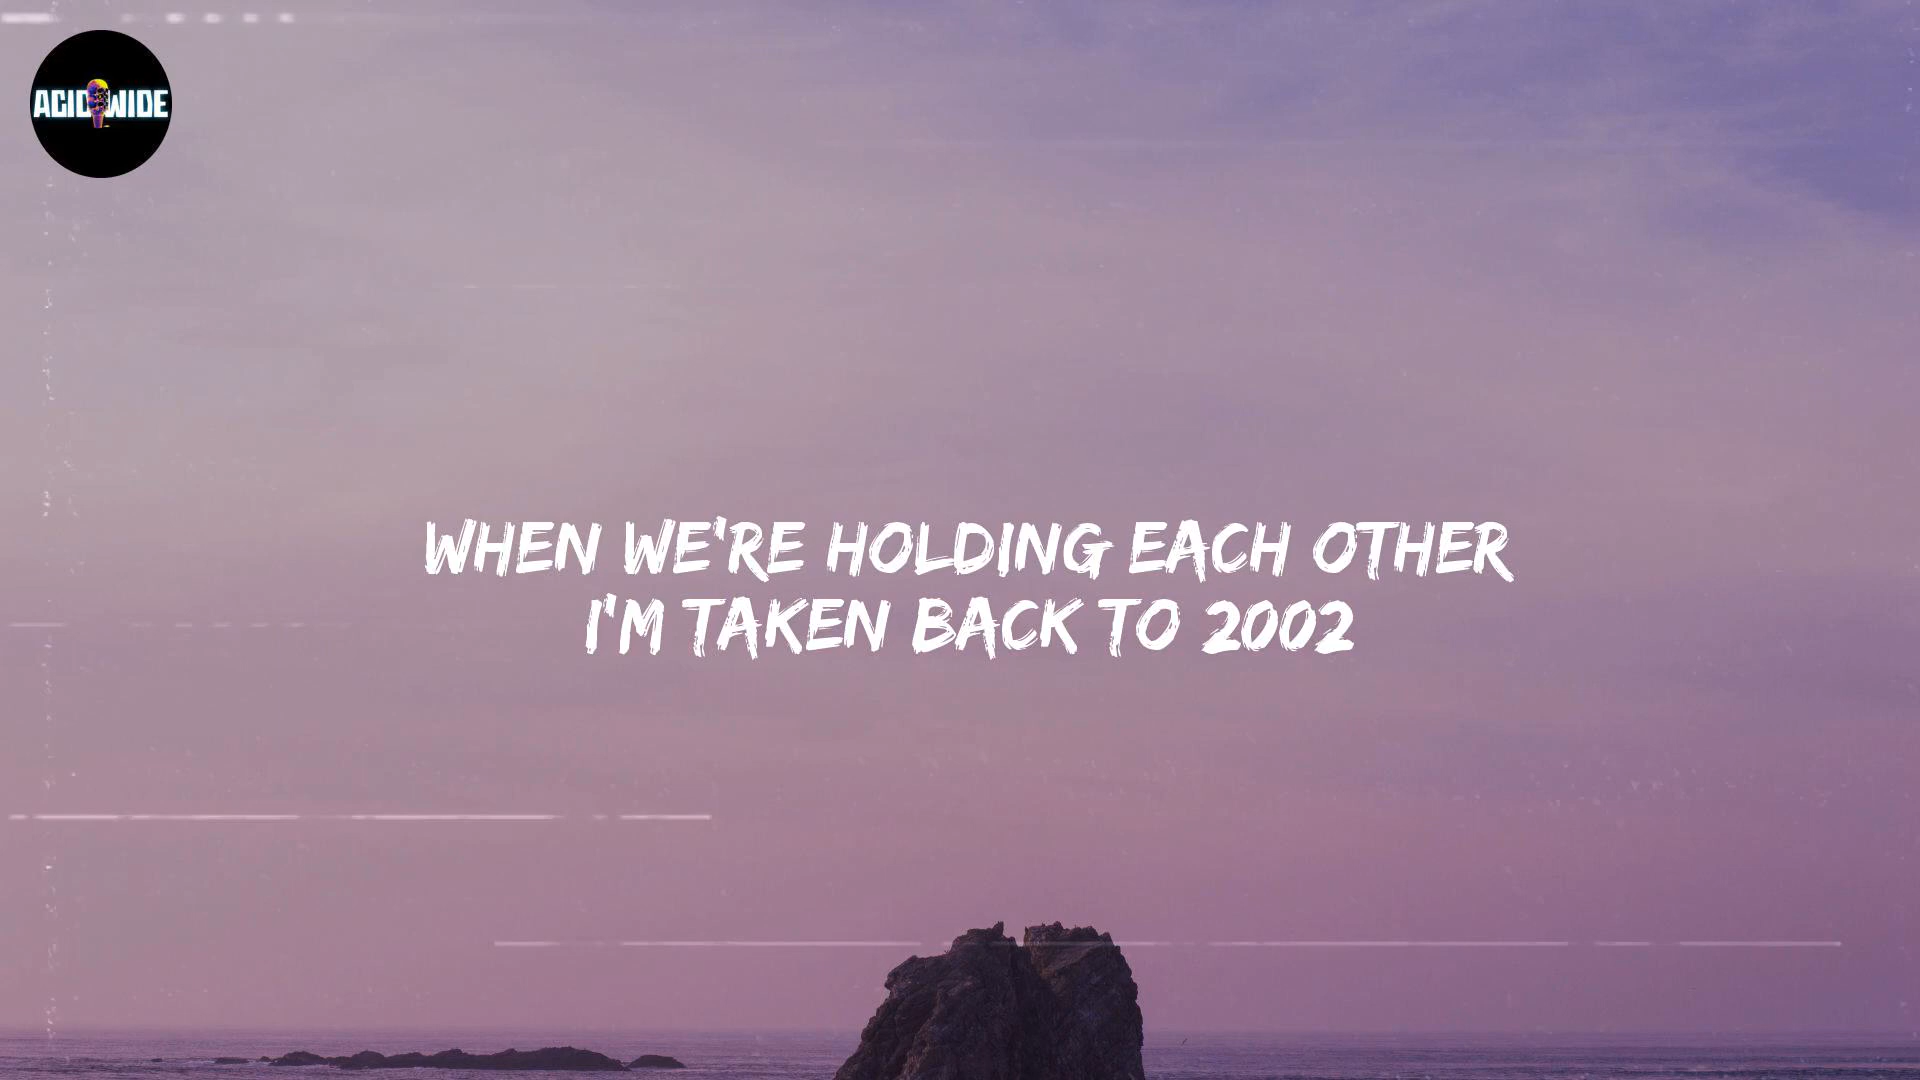 ACID WIDE
WHEN WE'RE HOLDING EACH OTHER
I'M TAKEN BACK TO 2002